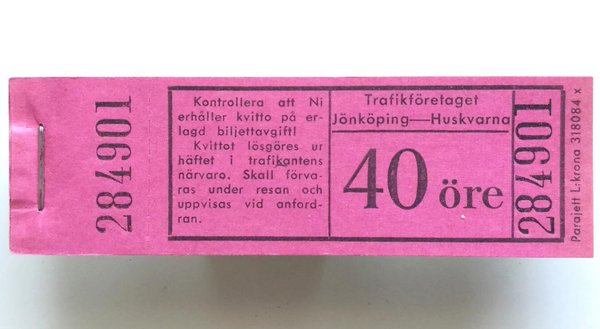 284901
Kontrollera att Ni
erhåller kvitto på er-
lagd biljettavgift!
Kvittot lösgöres ur
häftet i trafikantens
närvaro. Skall förva-
ras under resan och
uppvisas vid anford-
ran.
Trafikföretaget
Jönköping—Huskvarna
40 öre
284901
Parajett L:krona 318084 x